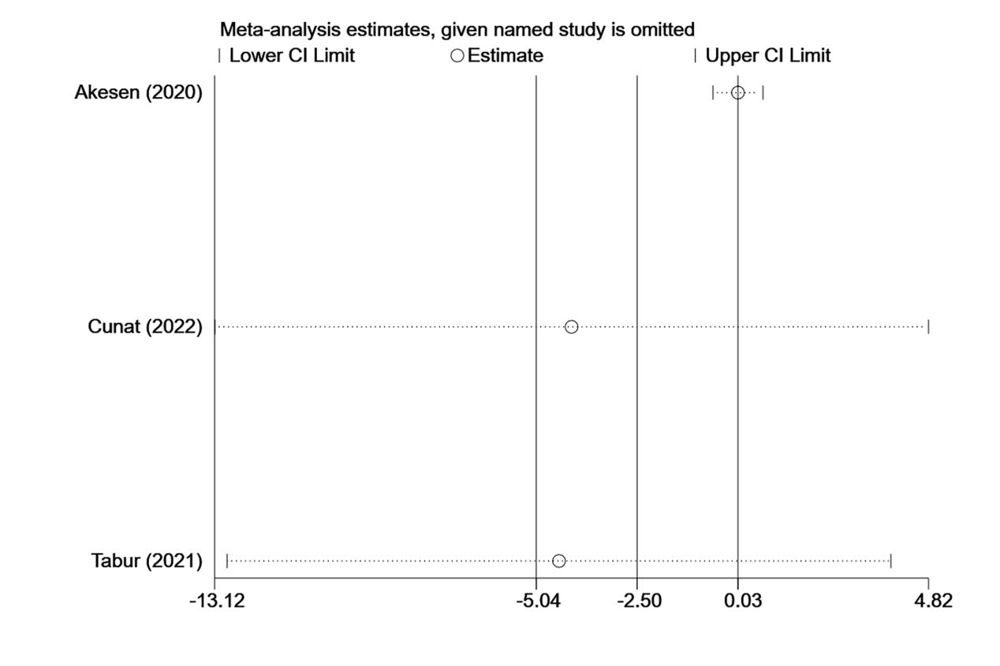 Meta-analysis estimates, given named study is omitted
| Lower CI Limit ○ Estimate | Upper CI Limit
Akesen (2020)
Cunat (2022)
Tabur (2021)
-13.12 -5.04 -2.50 0.03 4.82